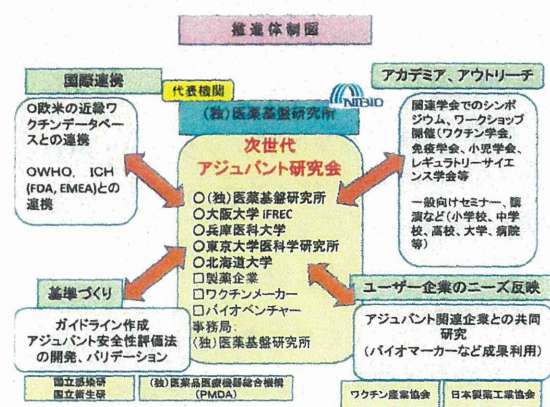 推進体制図
国際連携
○欧米の近縁ワ
クチンデータベー
スとの連携
○WHO、 ICH
(FDA, EMEA)との
連携
代表機関
NIBIO
(独)医薬基盤研究所
次世代
アジュバント研究会
○(独)医薬基盤研究所
○大阪大学 iFREC
○兵庫医科大学
○東京大学医科学研究所
○北海道大学
□製薬企業
□ワクチンメーカー
□バイオベンチャー
事務局:
(独)医薬基盤研究所
アカデミア、アウトリーチ
関連学会でのシンポ
ジウム、ワークショップ
開催(ワクチン学会,
免疫学会、小児学会、
レギュラトリーサイエ
ンス学会等
一般向けセミナー、講
演など(小学校、中学
校、高校、大学、病院
等)
基準づくり
ガイドライン作成
アジュバント安全性評価法
の開発、バリデーション
国立感染研
国立衛生研
(独)医薬品医療機器総合機構
(PMDA)
ユーザー企業のニーズ反映
アジュバント関連企業との共同
研究
(バイオマーカーなど成果利用)
ワクチン産業協会
日本製薬工業協会